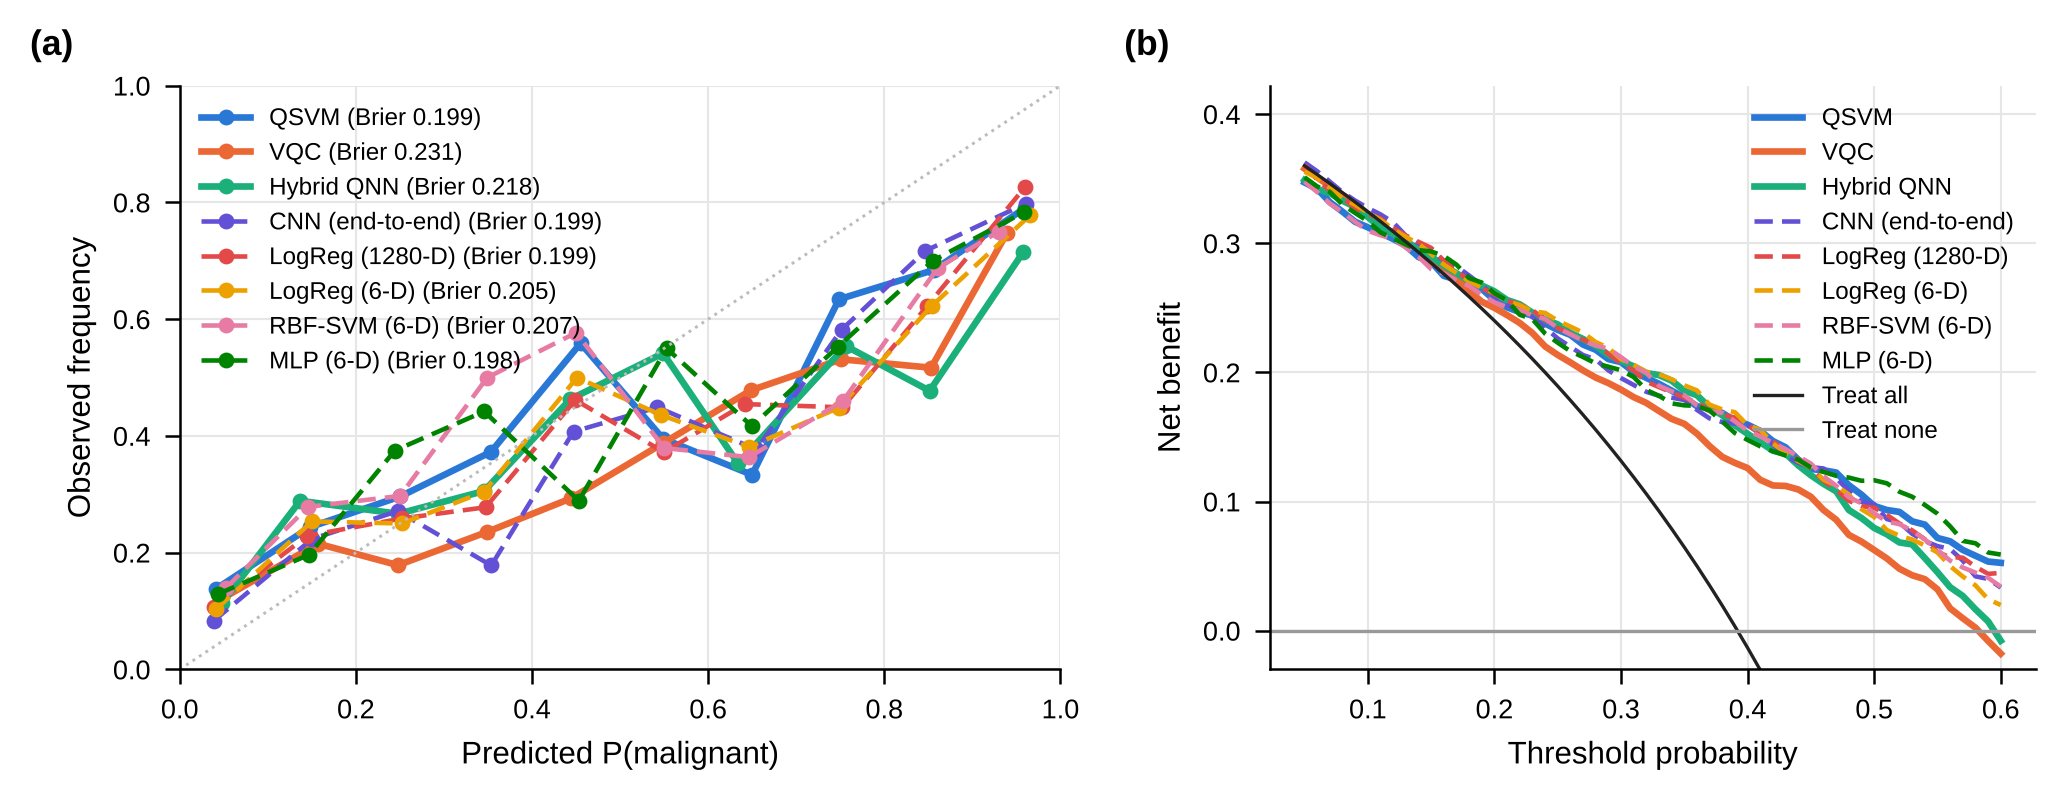 (a)
1.0
0.8
0.6
0.4
0.2
0.0
Observed frequency
QSVM (Brier 0.199)
VQC (Brier 0.231)
Hybrid QNN (Brier 0.218)
CNN (end-to-end) (Brier 0.199)
LogReg (1280-D) (Brier 0.199)
LogReg (6-D) (Brier 0.205)
RBF-SVM (6-D) (Brier 0.207)
MLP (6-D) (Brier 0.198)
0.0 0.2 0.4 0.6 0.8 1.0
Predicted P(malignant)
(b)
0.4
0.3
0.2
0.1
0.0
Net benefit
QSVM
VQC
Hybrid QNN
CNN (end-to-end)
LogReg (1280-D)
LogReg (6-D)
RBF-SVM (6-D)
MLP (6-D)
Treat all
Treat none
0.1 0.2 0.3 0.4 0.5 0.6
Threshold probability